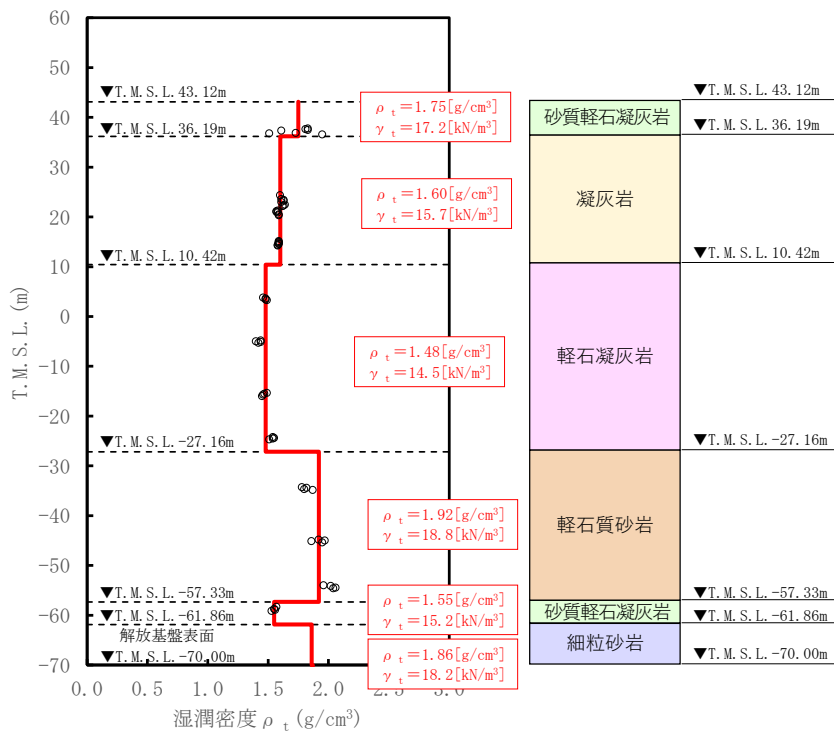 60
50
40
30
20
10
0
-10
-20
-30
-40
-50
-60
-70
T.M.S.L.(m)
▼T.M.S.L.43.12m
▼T.M.S.L.36.19m
▼T.M.S.L.10.42m
▼T.M.S.L.-27.16m
▼T.M.S.L.-57.33m
▼T.M.S.L.-61.86m
解放基盤表面
▼T.M.S.L.-70.00m
0.0 0.5 1.0 1.5 2.0 2.5 3.0
湿潤密度ρt(g/cm³)
ρt=1.75[g/cm³]
γt=17.2[kN/m³]
ρt=1.60[g/cm³]
γt=15.7[kN/m³]
ρt=1.48[g/cm³]
γt=14.5[kN/m³]
ρt=1.92[g/cm³]
γt=18.8[kN/m³]
ρt=1.55[g/cm³]
γt=15.2[kN/m³]
ρt=1.86[g/cm³]
γt=18.2[kN/m³]
砂質軽石凝灰岩
凝灰岩
軽石凝灰岩
軽石質砂岩
砂質軽石凝灰岩
細粒砂岩
▼T.M.S.L.43.12m
▼T.M.S.L.36.19m
▼T.M.S.L.10.42m
▼T.M.S.L.-27.16m
▼T.M.S.L.-57.33m
▼T.M.S.L.-61.86m
▼T.M.S.L.-70.00m